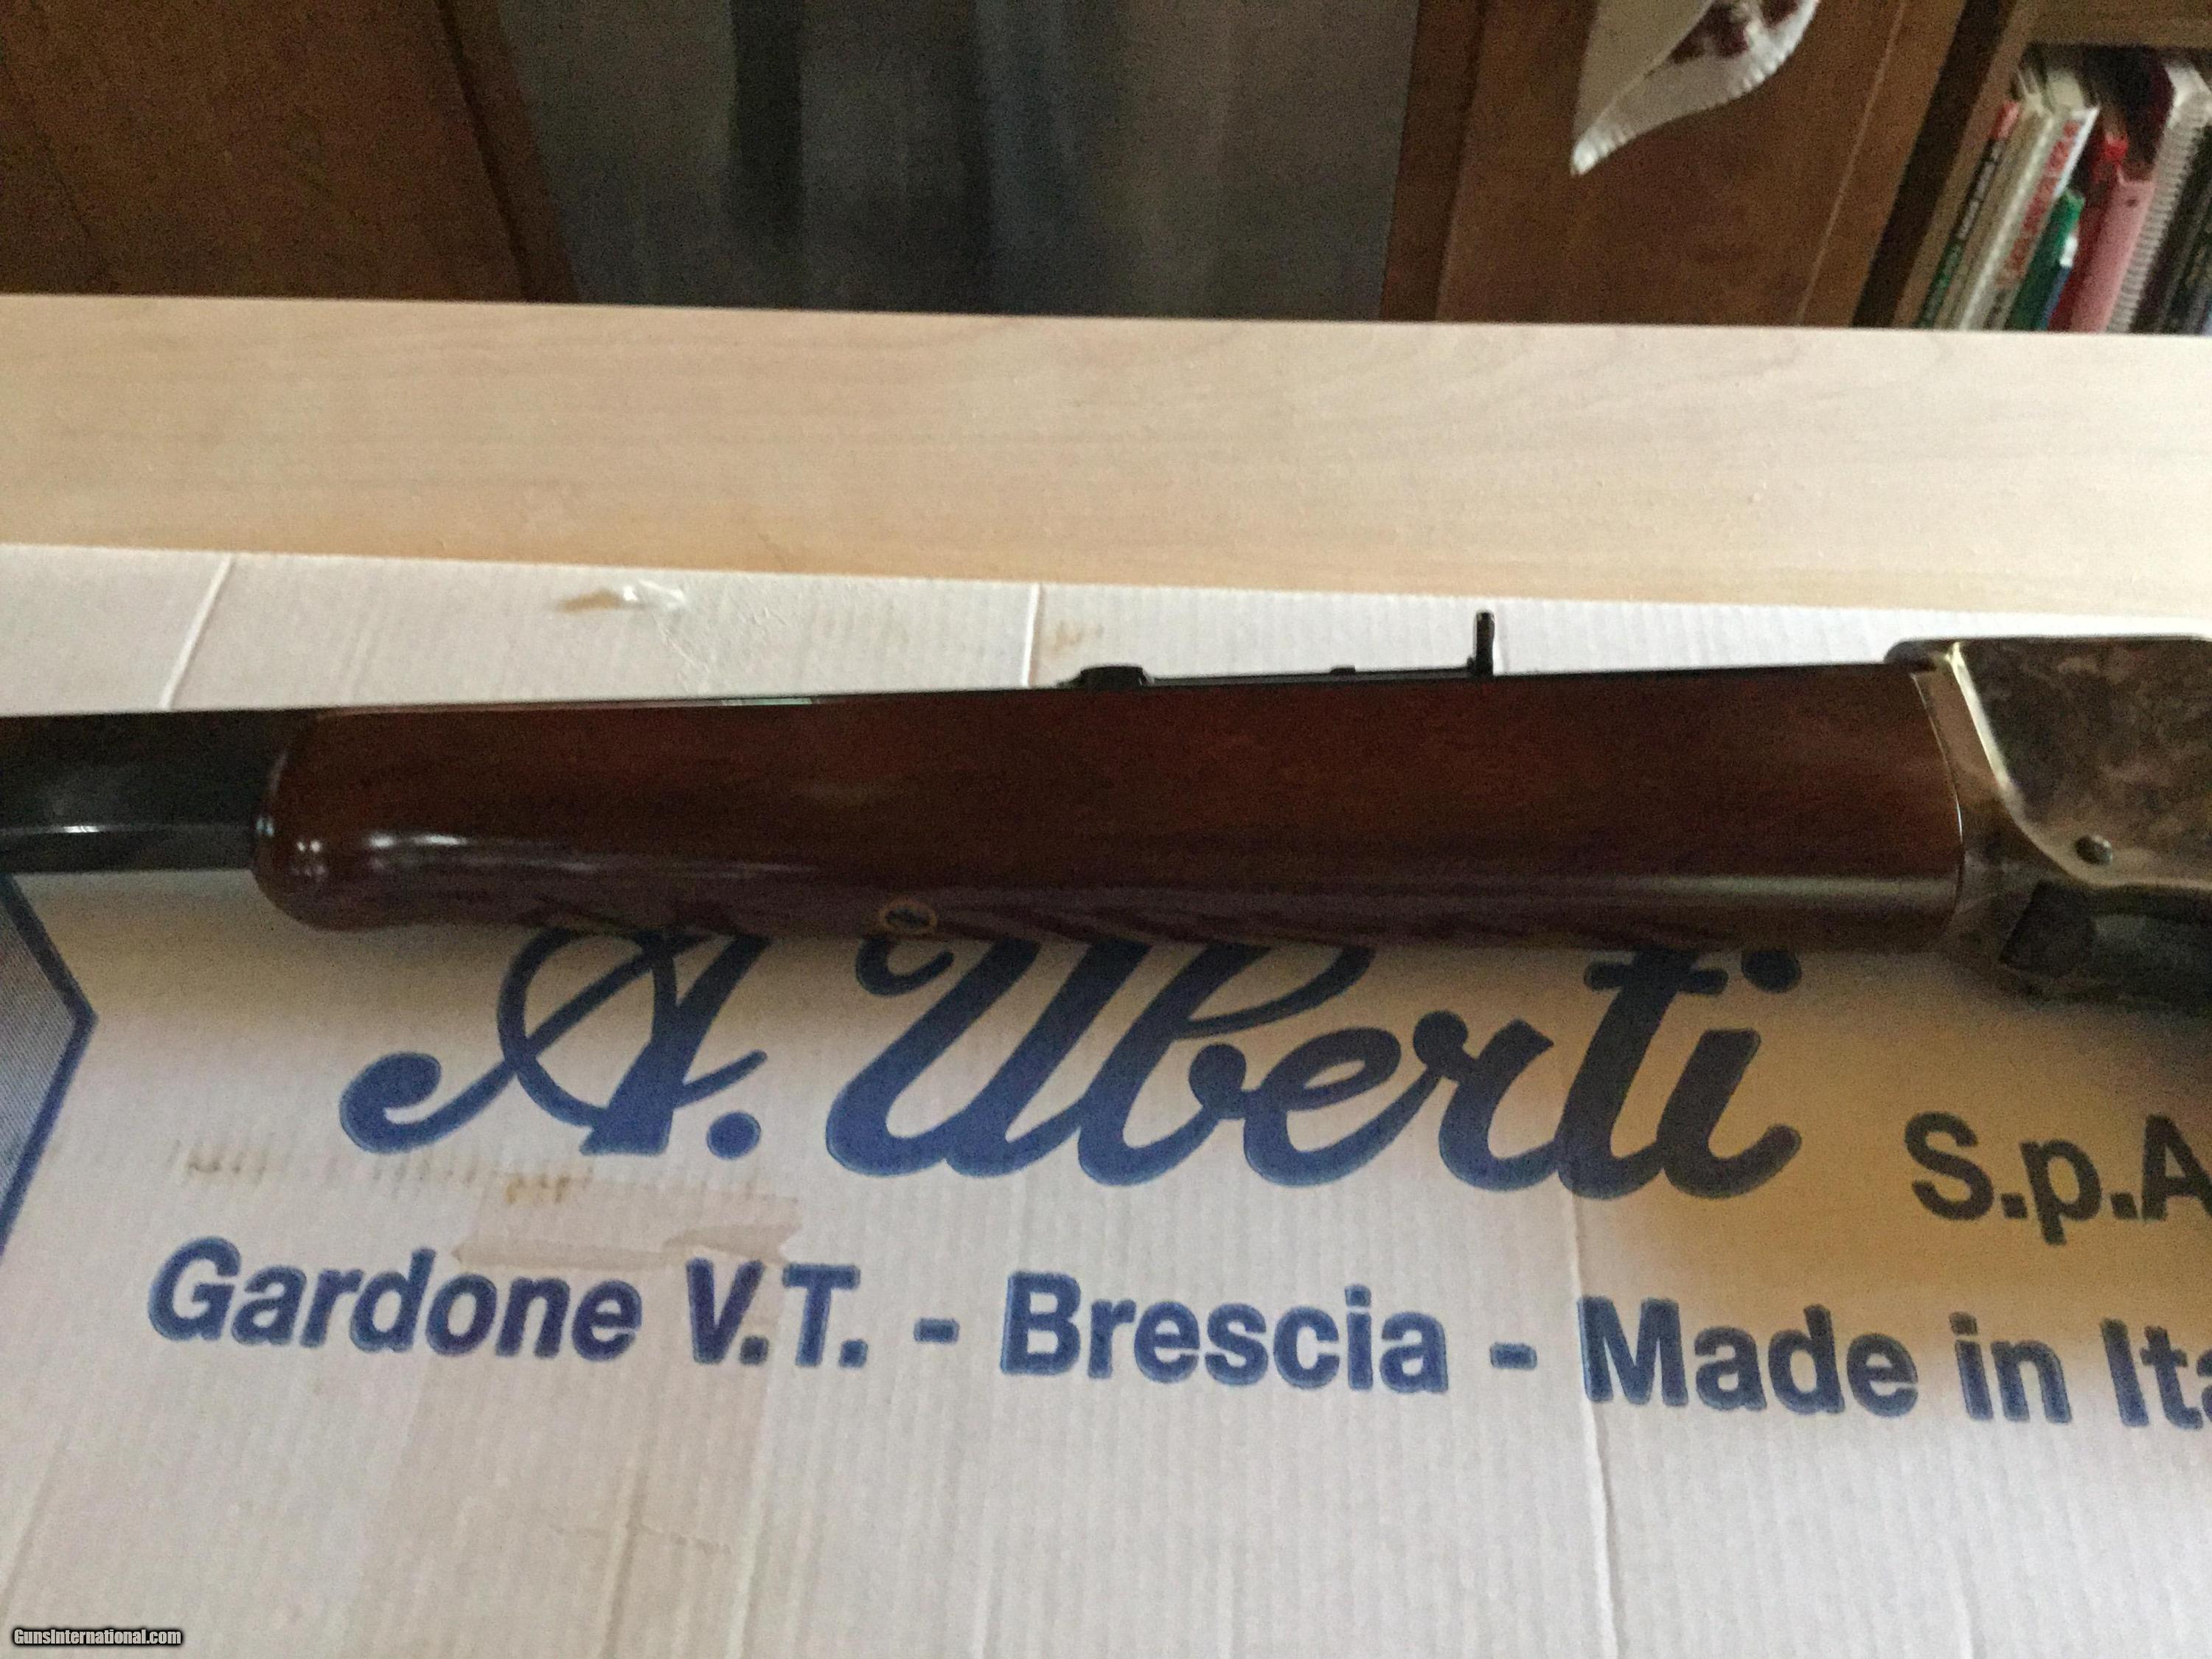 A. Uberti S.p.A
Gardone V.T. - Brescia - Made in Ita
GunsInternational.com